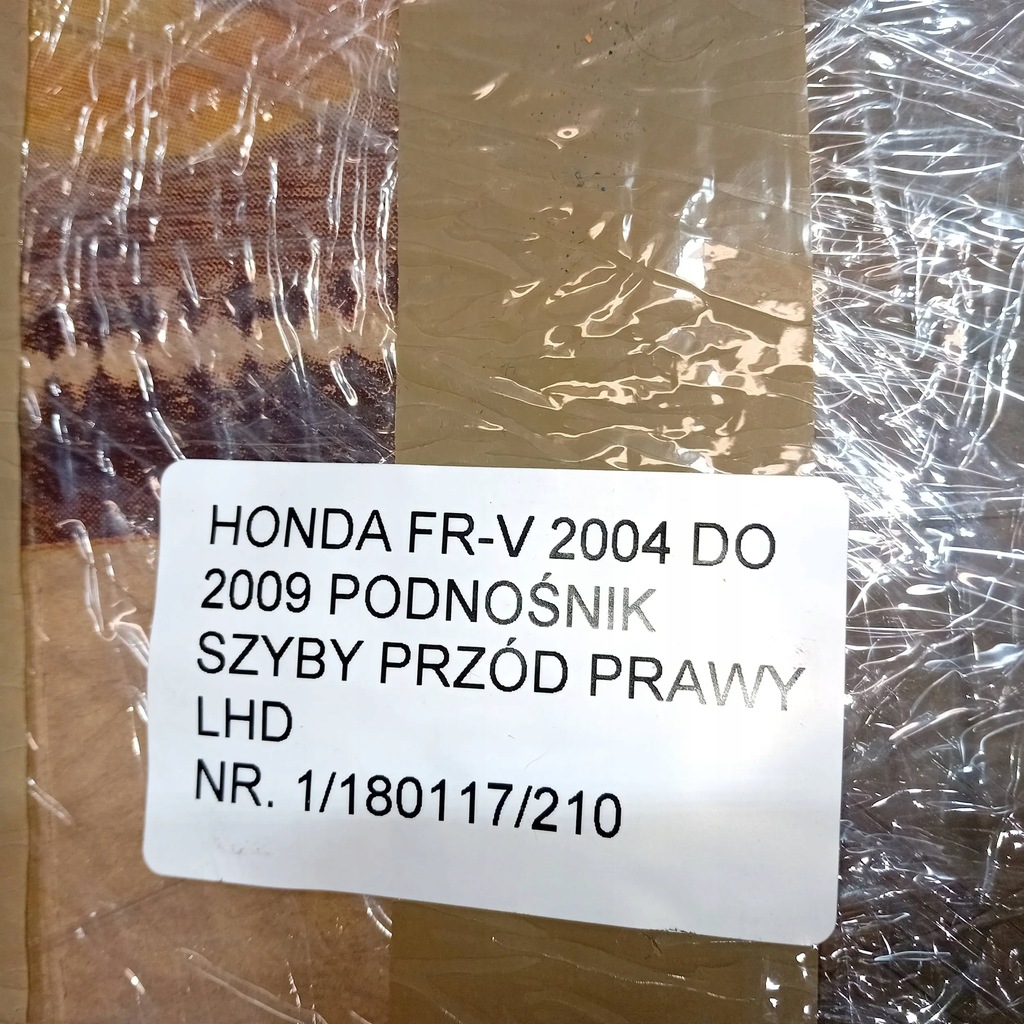 HONDA FR-V 2004 DO
2009 PODNOŚNIK
SZYBY PRZÓD PRAWY
LHD
NR. 1/180117/210